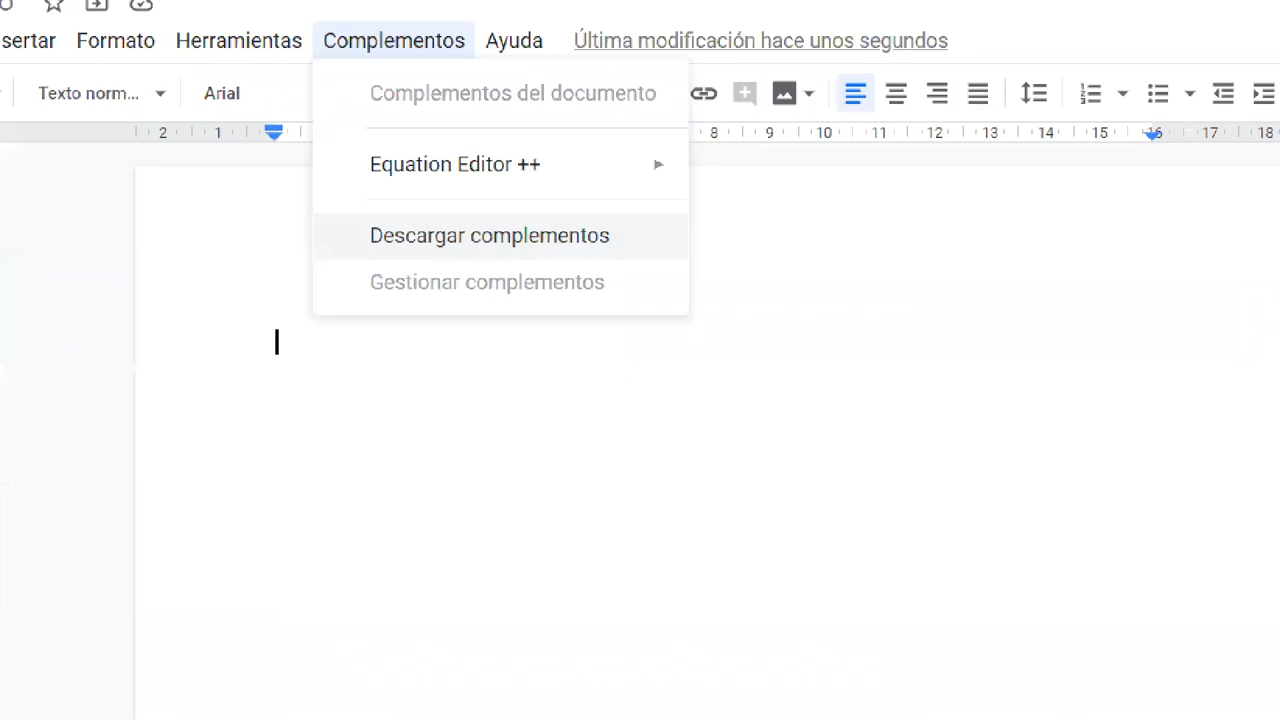 sertar Formato Herramientas Complementos Ayuda Última modificación hace unos segundos
Texto norm... Arial
2 1 8 9 10 11 12 13 14 15 16 17 18
Complementos del documento
Equation Editor ++
Descargar complementos
Gestionar complementos